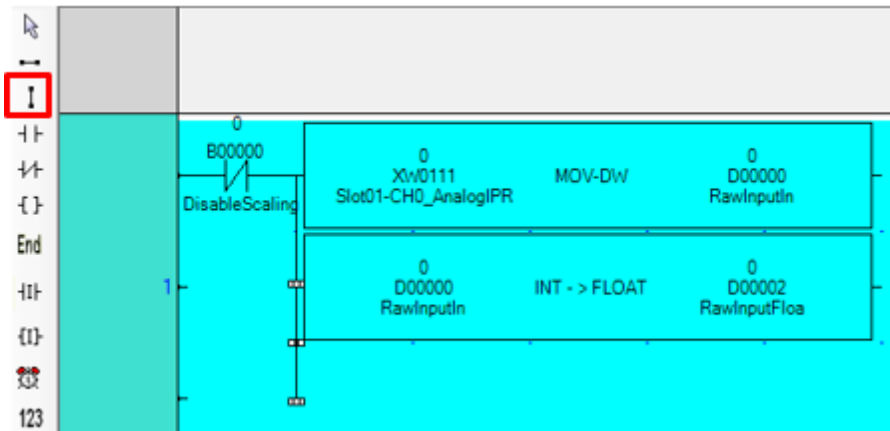 End
123
1
0
B00000
DisableScaling
0
XW0111
Slot01-CH0_AnalogIPR
MOV-DW
0
D00000
RawInputIn
0
D00000
RawInputIn
INT - > FLOAT
0
D00002
RawInputFloa